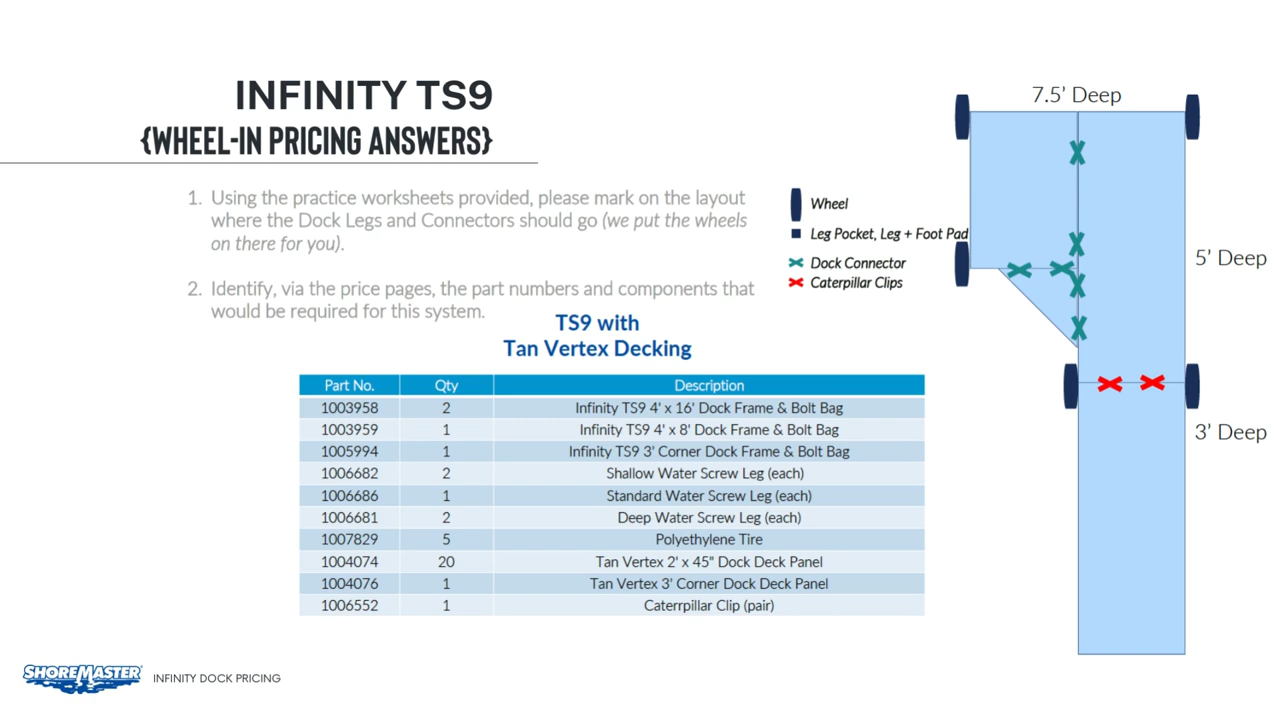 INFINITY TS9
{WHEEL-IN PRICING ANSWERS}
1. Using the practice worksheets provided, please mark on the layout
where the Dock Legs and Connectors should go (we put the wheels
on there for you).
2. Identify, via the price pages, the part numbers and components that
would be required for this system.
TS9 with
Tan Vertex Decking
Part No. Qty Description
1003958 2 Infinity TS9 4' x 16' Dock Frame & Bolt Bag
1003959 1 Infinity TS9 4' x 8' Dock Frame & Bolt Bag
1005994 1 Infinity TS9 3' Corner Dock Frame & Bolt Bag
1006682 2 Shallow Water Screw Leg (each)
1006686 1 Standard Water Screw Leg (each)
1006681 2 Deep Water Screw Leg (each)
1007829 5 Polyethylene Tire
1004074 20 Tan Vertex 2' x 45" Dock Deck Panel
1004076 1 Tan Vertex 3' Corner Dock Deck Panel
1006552 1 Caterrpillar Clip (pair)
Wheel
Leg Pocket, Leg + Foot Pad
Dock Connector
Caterpillar Clips
7.5' Deep
5' Deep
3' Deep
SHOREMASTER
INFINITY DOCK PRICING